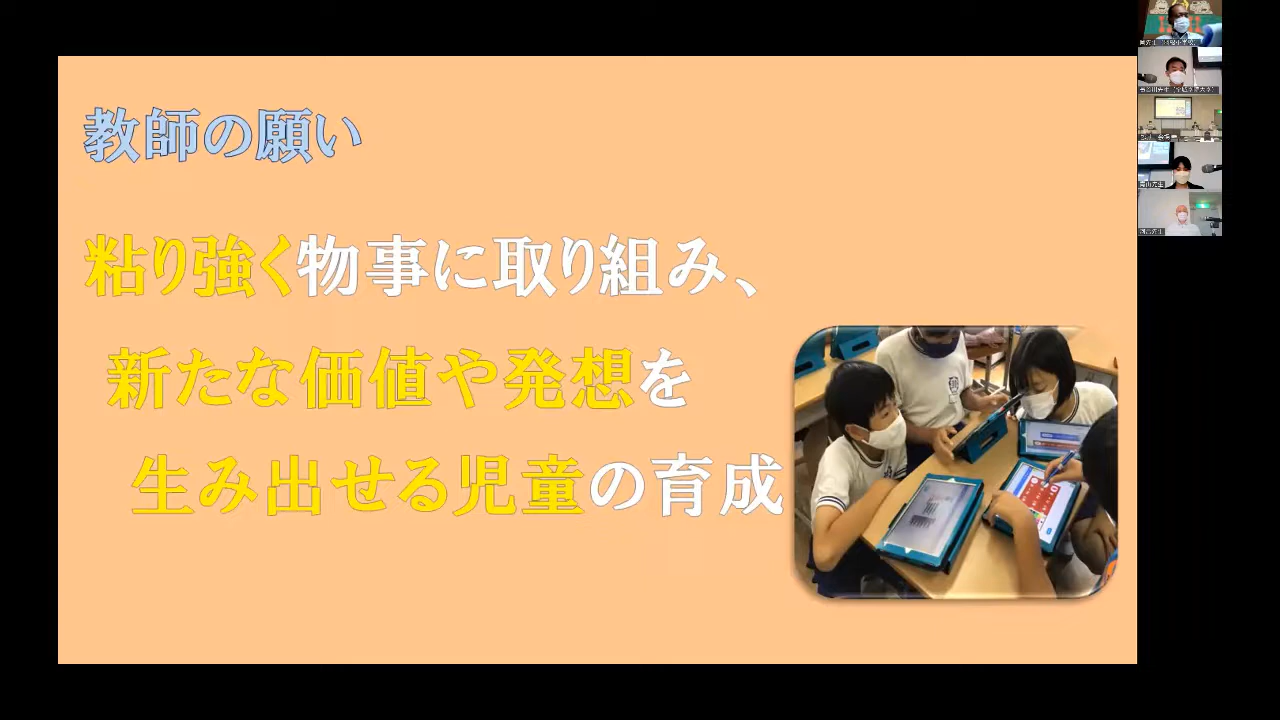 教師の願い
粘り強く物事に取り組み、
新たな価値や発想を
生み出せる児童の育成